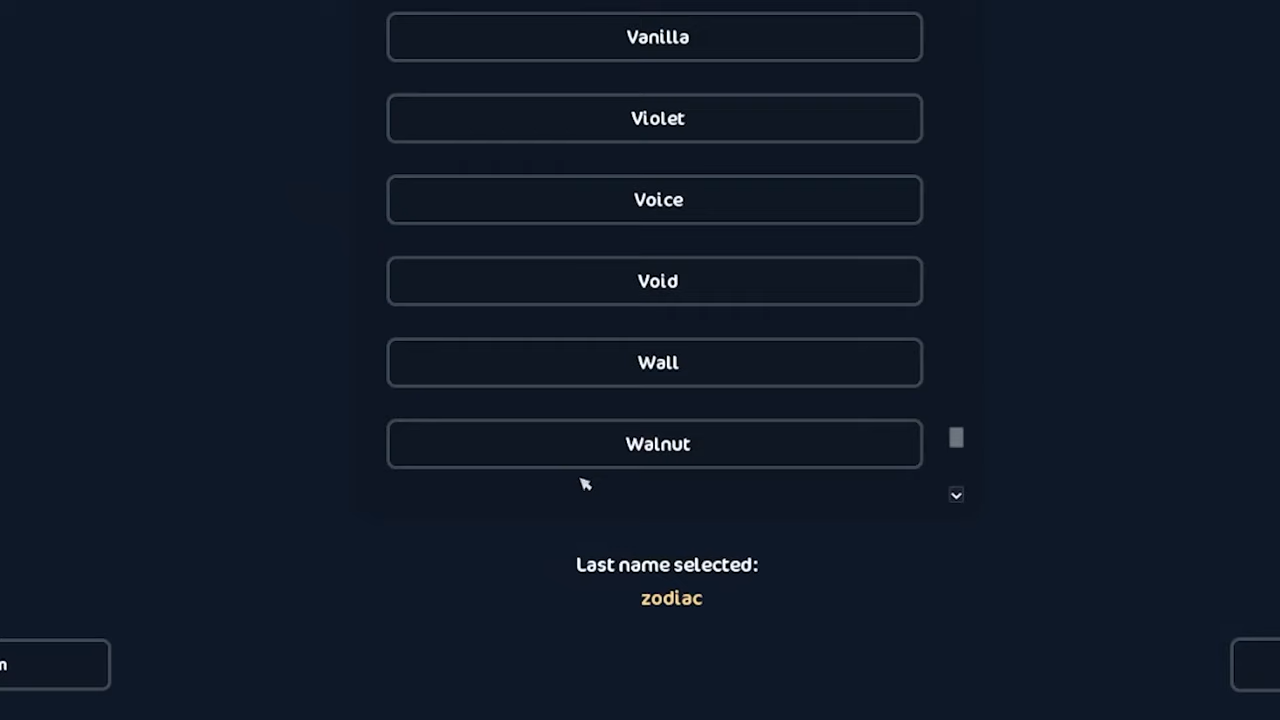 Vanilla
Violet
Voice
Void
Wall
Walnut
Last name selected:
zodiac
n